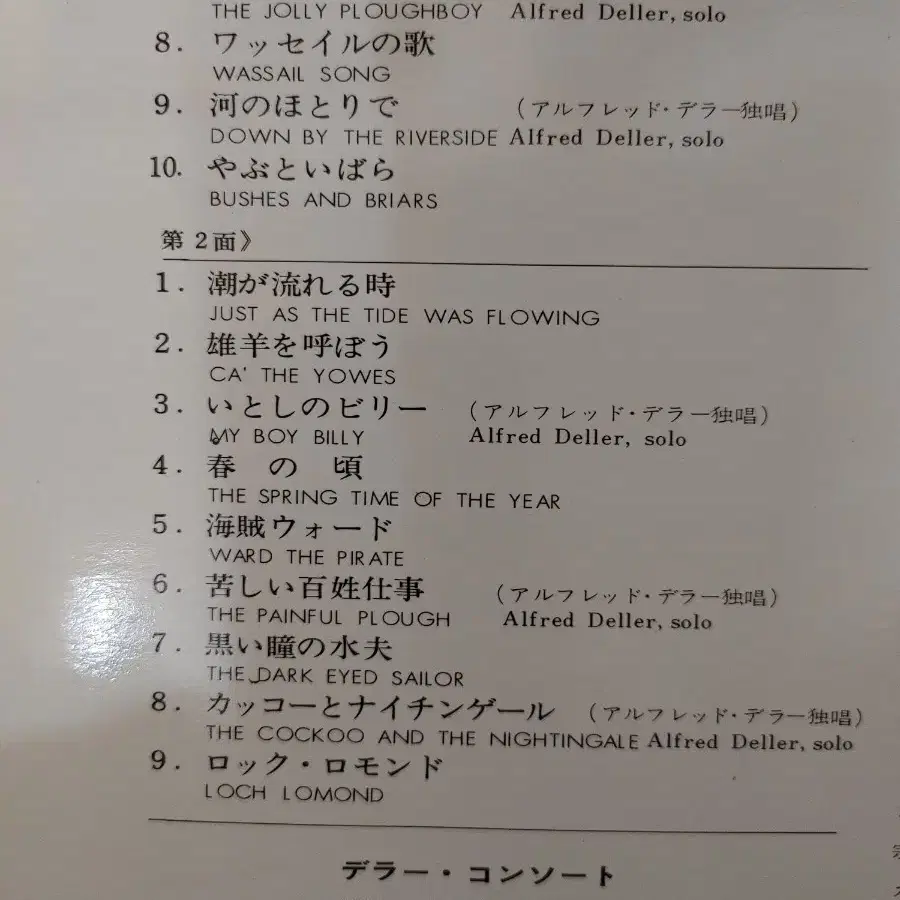 THE JOLLY PLOUGHBOY Alfred Deller, solo
8. ワッセイルの歌
WASSAIL SONG
9. 河のほとりで (アルフレッド・デラー独唱)
DOWN BY THE RIVERSIDE Alfred Deller, solo
10. やぶといばら
BUSHES AND BRIARS
第2面》
1. 潮が流れる時
JUST AS THE TIDE WAS FLOWING
2. 雄羊を呼ぼう
CA' THE YOWES
3. いとしのビリー (アルフレッド・デラー独唱)
MY BOY BILLY Alfred Deller, solo
4. 春の頃
THE SPRING TIME OF THE YEAR
5. 海賊ウォード
WARD THE PIRATE
6. 苦しい百姓仕事 (アルフレッド・デラー独唱)
THE PAINFUL PLOUGH Alfred Deller, solo
7. 黒い瞳の水夫
THE DARK EYED SAILOR
8. カッコーとナイチンゲール (アルフレッド・デラー独唱)
THE COCKOO AND THE NIGHTINGALE Alfred Deller, solo
9. ロック・ロモンド
LOCH LOMOND
デラー・コンソート